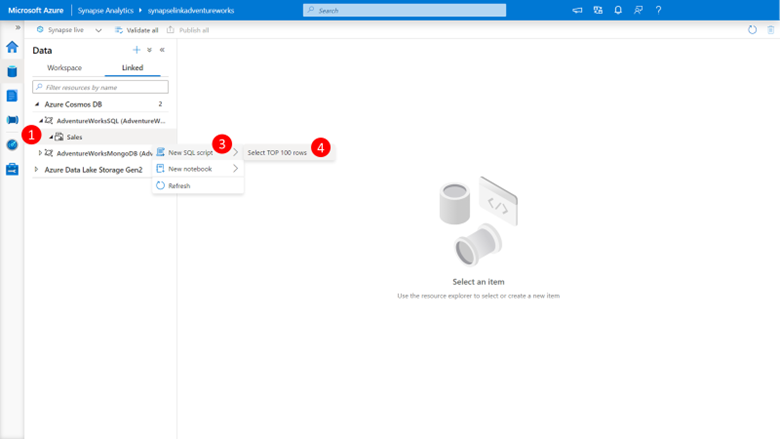 Microsoft Azure Synapse Analytics ▸ synapselinkadventureworks Search ?
Synapse live Validate all Publish all
Data
Workspace Linked
Filter resources by name
Azure Cosmos DB 2
AdventureWorksSQL (AdventureW...
1 Sales
AdventureWorksMongoDB (Adv
Azure Data Lake Storage Gen2
New SQL script 3
Select TOP 100 rows 4
New notebook
Refresh
Select an item
Use the resource explorer to select or create a new item